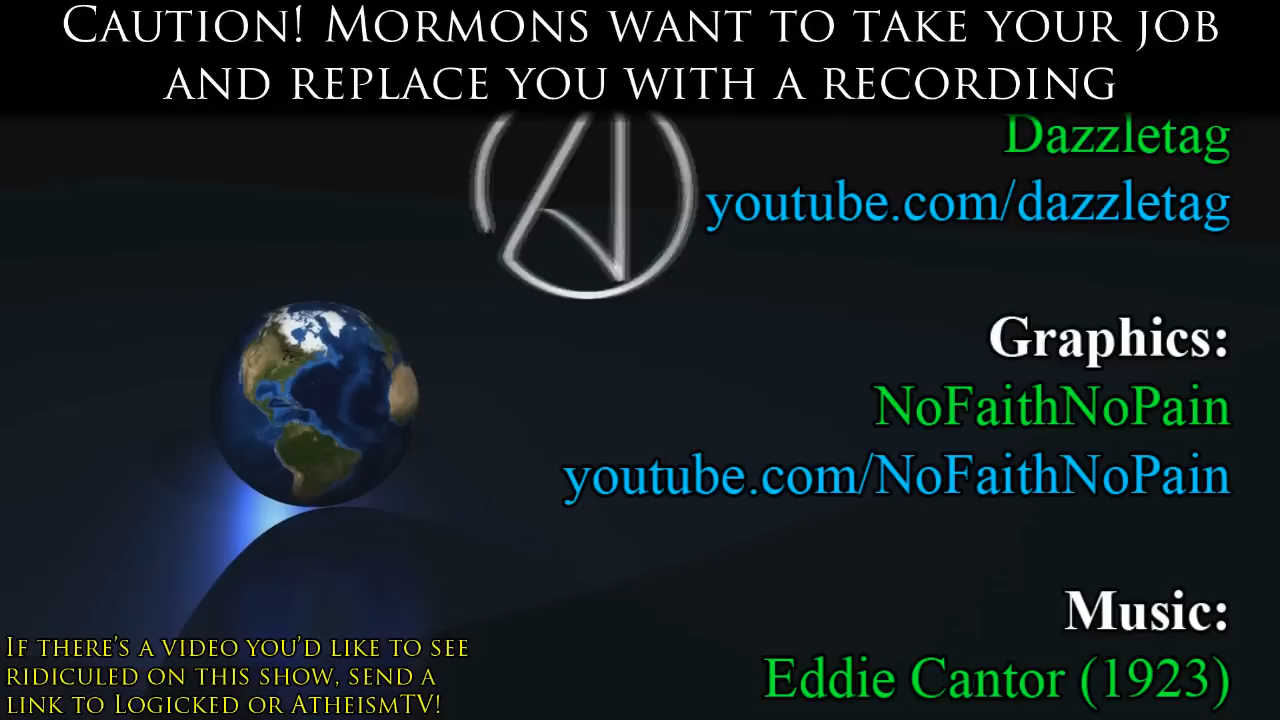 Caution! Mormons want to take your job
and replace you with a recording
Dazzletag
youtube.com/dazzletag
Graphics:
NoFaithNoPain
youtube.com/NoFaithNoPain
Music:
Eddie Cantor (1923)
If there's a video you'd like to see
ridiculed on this show, send a
link to Logicked or AtheismTV!